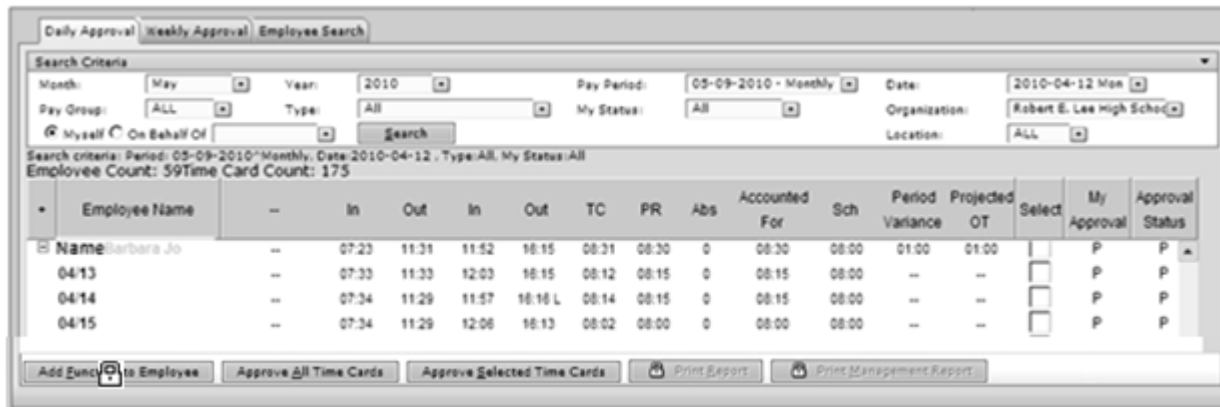 Daily Approval Weekly Approval Employee Search
Search Criteria
Month: May Year: 2010 Pay Period: 05-09-2010 - Monthly Date: 2010-04-12 Mon
Pay Group: ALL Type: All My Status: All Organization: Robert E. Lee High Schoo
Myself On Behalf Of Search Location: ALL
Search criteria: Period: 05-09-2010^Monthly, Date:2010-04-12 , Type:All, My Status:All
Employee Count: 59Time Card Count: 175
Employee Name -- In Out In Out TC PR Abs Accounted For Sch Period Variance Projected OT Select My Approval Approval Status
Name Barbara Jo -- 07:23 11:31 11:52 16:15 08:31 08:30 0 08:30 08:00 01:00 01:00 P P
04/13 -- 07:33 11:33 12:03 16:15 08:12 08:15 0 08:15 08:00 -- -- P P
04/14 -- 07:34 11:29 11:57 16:16 L 08:14 08:15 0 08:15 08:00 -- -- P P
04/15 -- 07:34 11:29 12:06 16:13 08:02 08:00 0 08:00 08:00 -- -- P P
Add to Employee Approve All Time Cards Approve Selected Time Cards Print Report Print Management Report